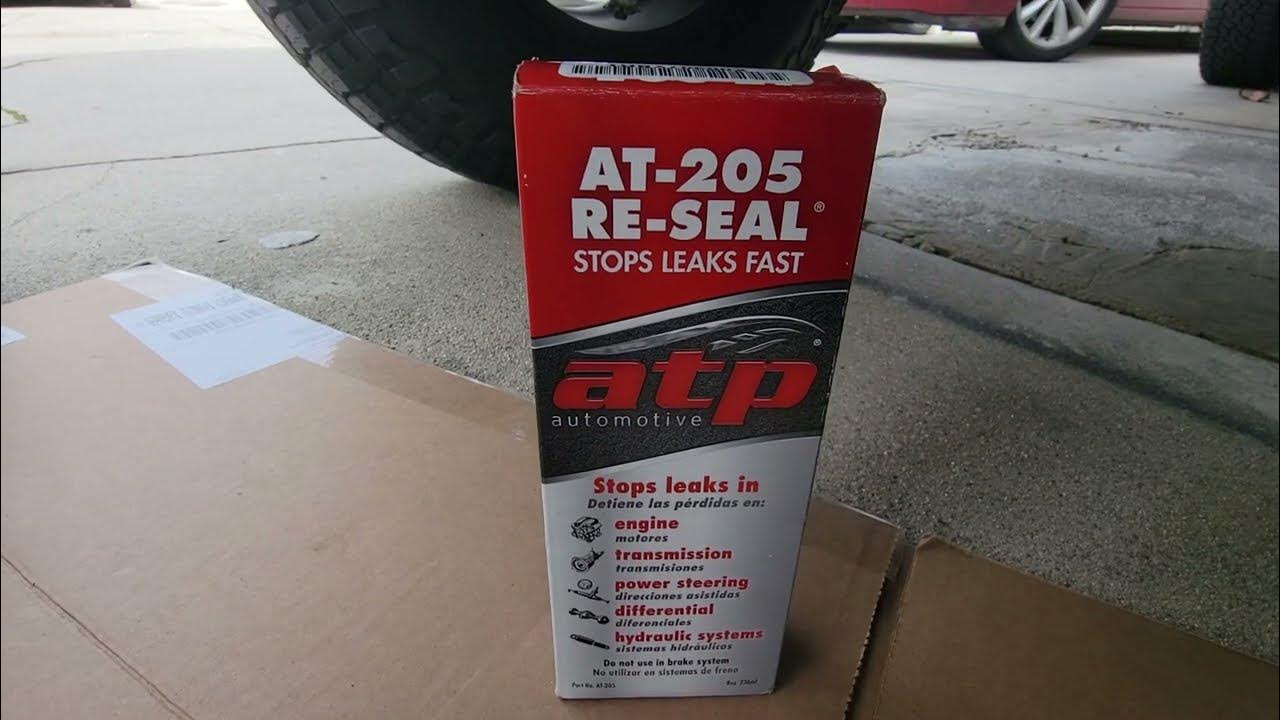 AT-205
RE-SEAL®
STOPS LEAKS FAST
atp®
automotive
Stops leaks in
Detiene las pérdidas en:
engine
motores
transmission
transmisiones
power steering
direcciones asistidas
differential
diferenciales
hydraulic systems
sistemas hidráulicos
Do not use in brake system
No utilizar en sistemas de freno
Part No. AT-205 8oz 236ml